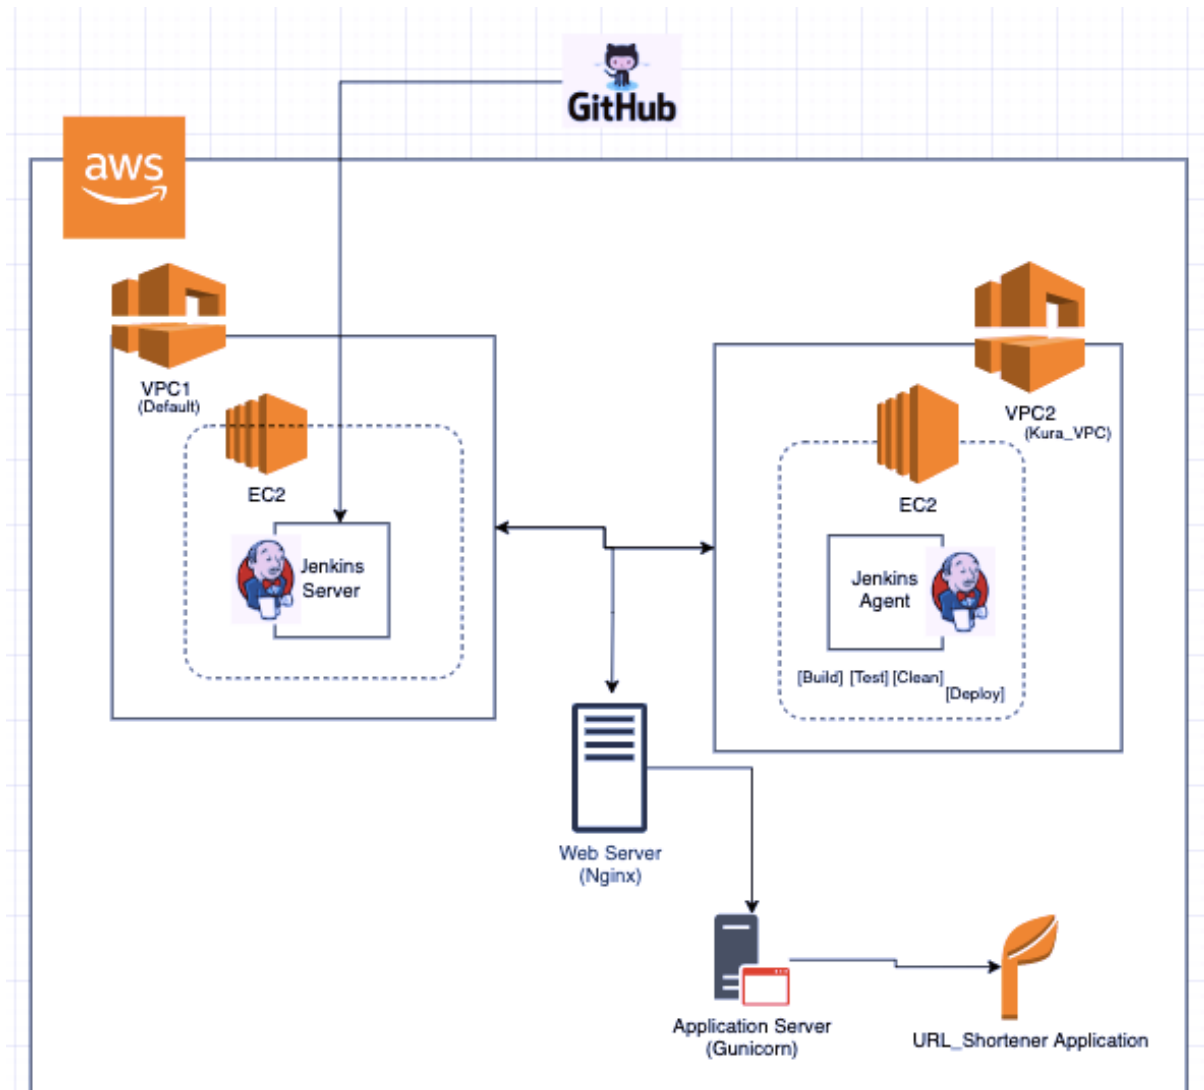 GitHub
aws
VPC1
(Default)
VPC2
(Kura_VPC)
EC2
EC2
Jenkins
Server
Jenkins
Agent
[Build] [Test] [Clean]
[Deploy]
Web Server
(Nginx)
Application Server
(Gunicorn)
URL_Shortener Application